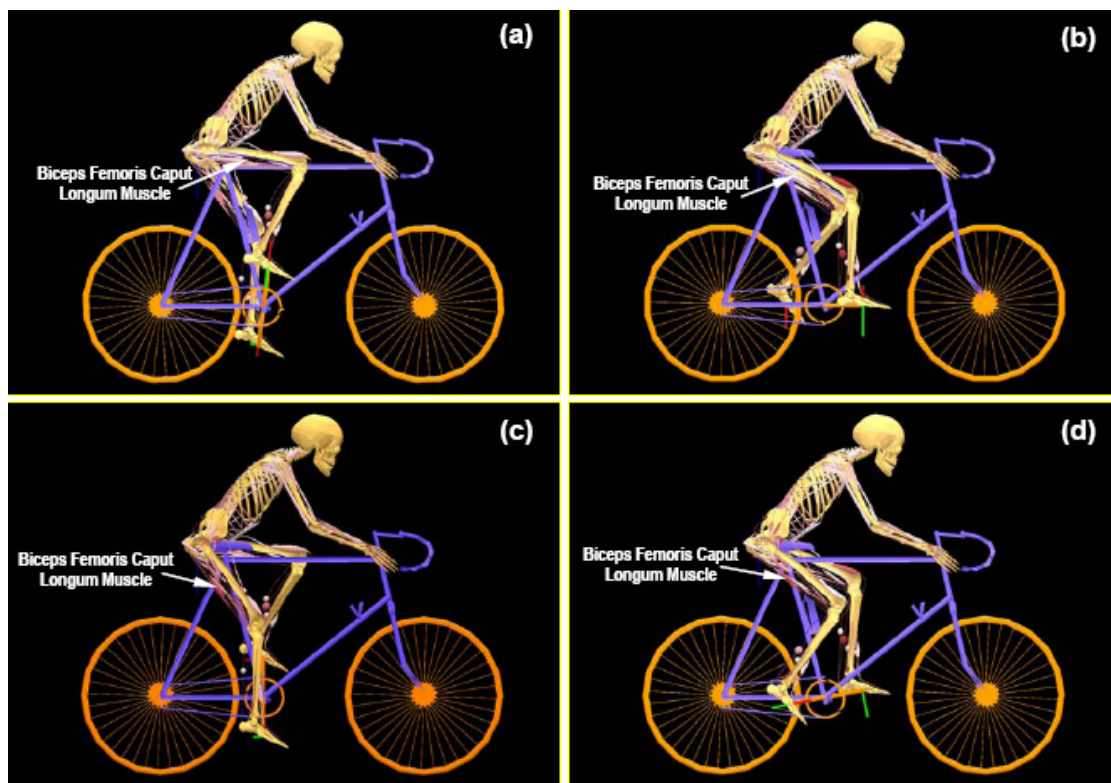 (a)
Biceps Femoris Caput
Longum Muscle
(b)
Biceps Femoris Caput
Longum Muscle
(c)
Biceps Femoris Caput
Longum Muscle
(d)
Biceps Femoris Caput
Longum Muscle